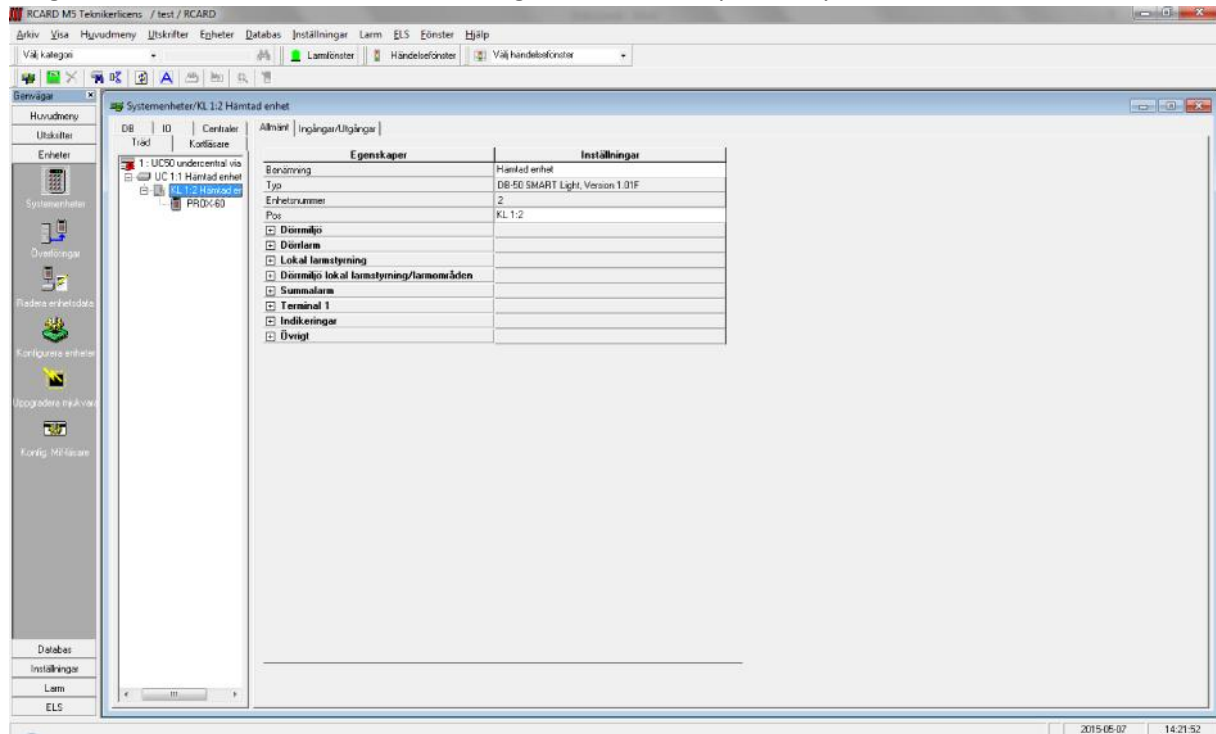 RCARD M5 Teknikerlicens / test / RCARD
Arkiv Visa Huvudmeny Utskrifter Enheter Databas Inställningar Larm ELS Fönster Hjälp
Välj kategori Larmfönster Händelsefönster Välj händelsefönster
Genvägar
Systemenheter/KL 1:2 Hämtad enhet
Huvudmeny
Utskrifter
Enheter
Systemenheter
Överföringar
Radera enhetsdata
Konfigurera enheter
Uppgradera mjukvara
Konfig. Mif-läsare
Databas
Inställningar
Larm
ELS
DB IO Centraler
Träd Kortläsare
1 : UC50 undercentral via
UC 1:1 Hämtad enhet
KL 1:2 Hämtad er
PROX-60
Allmänt Ingångar/Utgångar
Egenskaper Inställningar
Benämning Hämtad enhet
Typ DB-50 SMART Light, Version 1.01F
Enhetsnummer 2
Pos KL 1:2
Dörrmiljö
Dörrlarm
Lokal larmstyrning
Dörrmiljö lokal larmstyrning/larmområden
Summalarm
Terminal 1
Indikeringar
Övrigt
2015-05-07 14:21:52